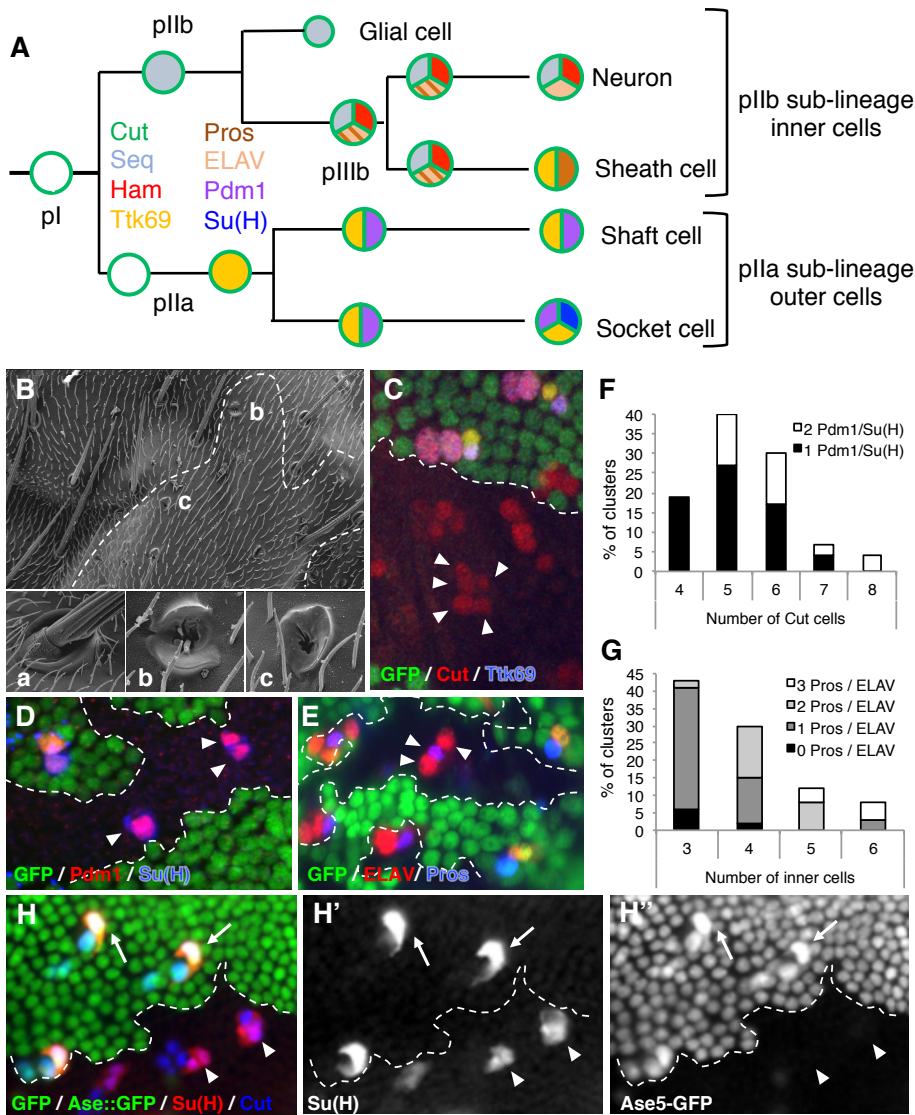 A
pIIb
Glial cell
Neuron
pIIb sub-lineage
inner cells
Cut
Pros
Seq
ELAV
Ham
Pdm1
Ttk69
Su(H)
pIIIb
Sheath cell
pI
Shaft cell
pIIa sub-lineage
outer cells
pIIa
Socket cell
B
b
c
a
b
c
C
GFP / Cut / Ttk69
F
40
35
30
25
20
15
10
5
0
% of clusters
2 Pdm1/Su(H)
1 Pdm1/Su(H)
4 5 6 7 8
Number of Cut cells
D
GFP / Pdm1 / Su(H)
E
GFP / ELAV / Pros
G
45
40
35
30
25
20
15
10
5
0
% of clusters
3 Pros / ELAV
2 Pros / ELAV
1 Pros / ELAV
0 Pros / ELAV
3 4 5 6
Number of inner cells
H
GFP / Ase::GFP / Su(H) / Cut
H'
Su(H)
H''
Ase5-GFP